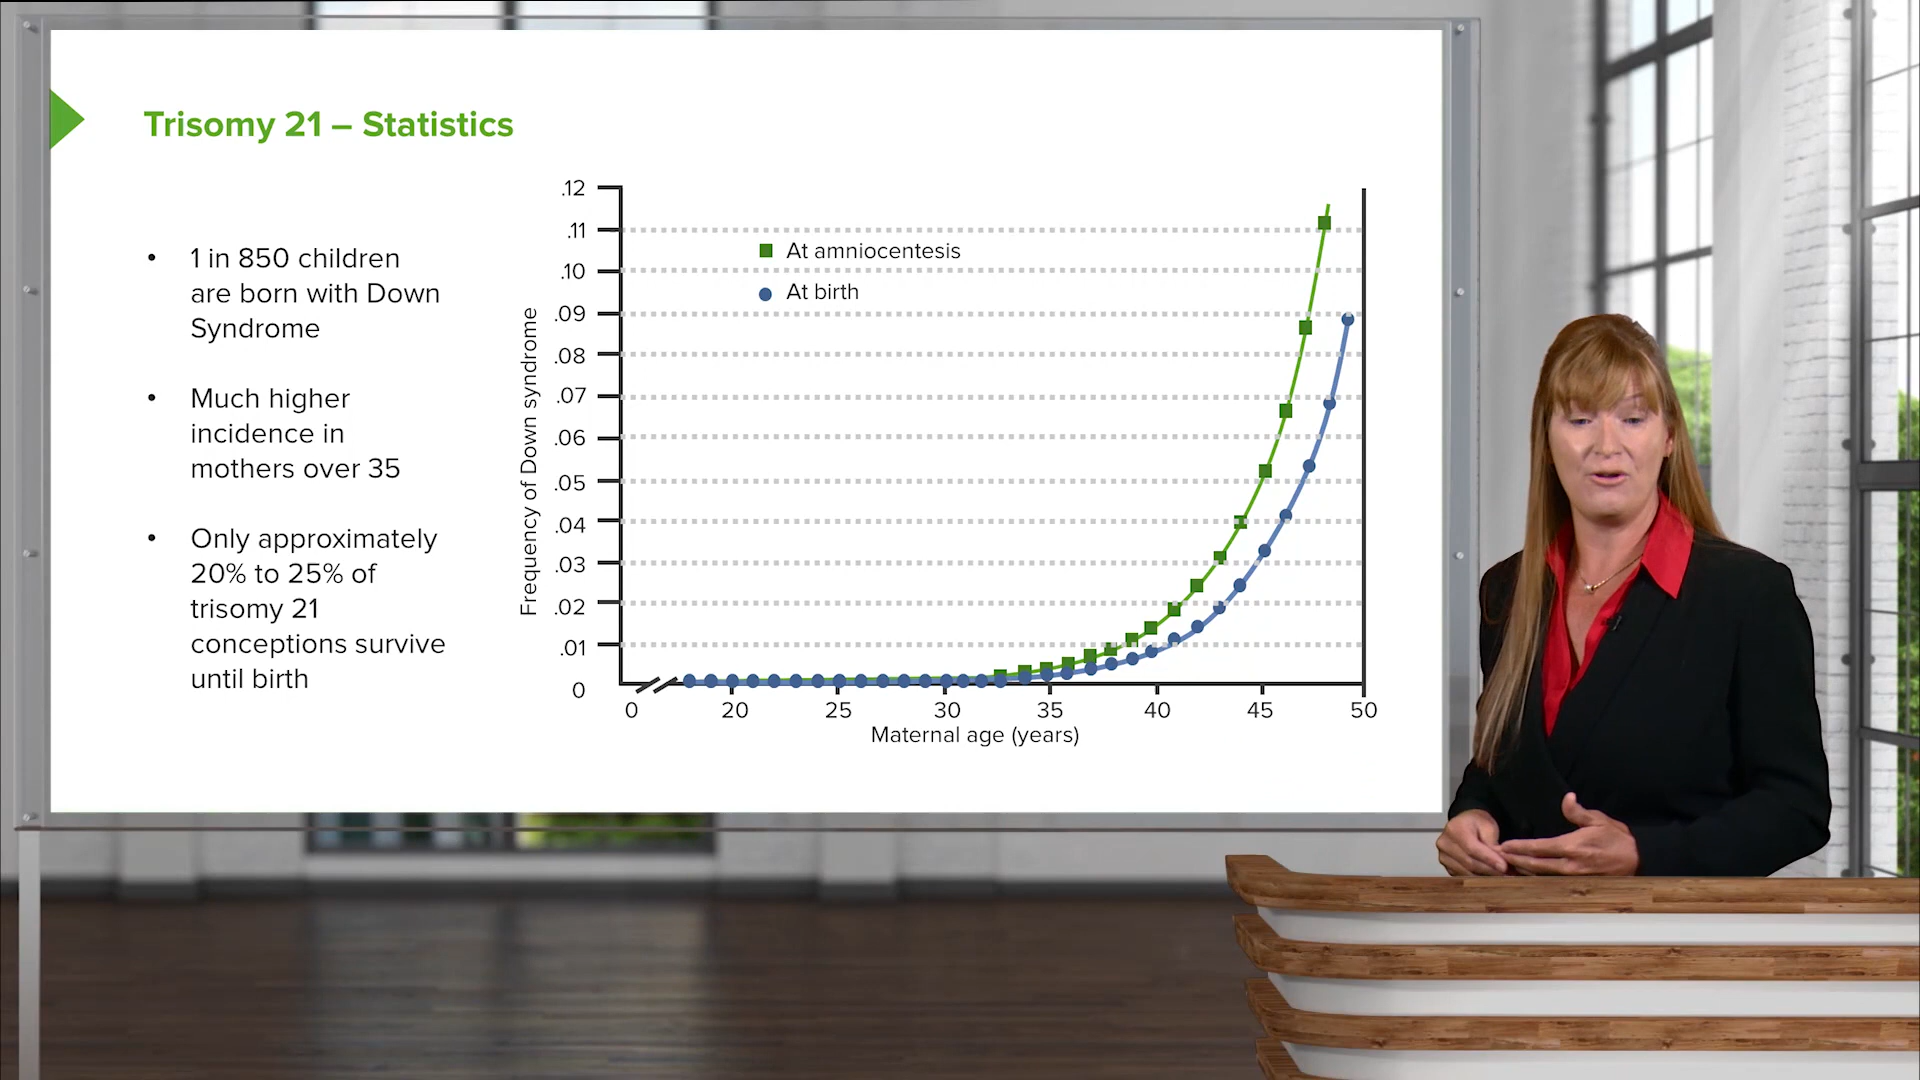 Trisomy 21 – Statistics
• 1 in 850 children
are born with Down
Syndrome
• Much higher
incidence in
mothers over 35
• Only approximately
20% to 25% of
trisomy 21
conceptions survive
until birth
Frequency of Down syndrome
.12
.11
.10
.09
.08
.07
.06
.05
.04
.03
.02
.01
0
At amniocentesis
At birth
0 20 25 30 35 40 45 50
Maternal age (years)